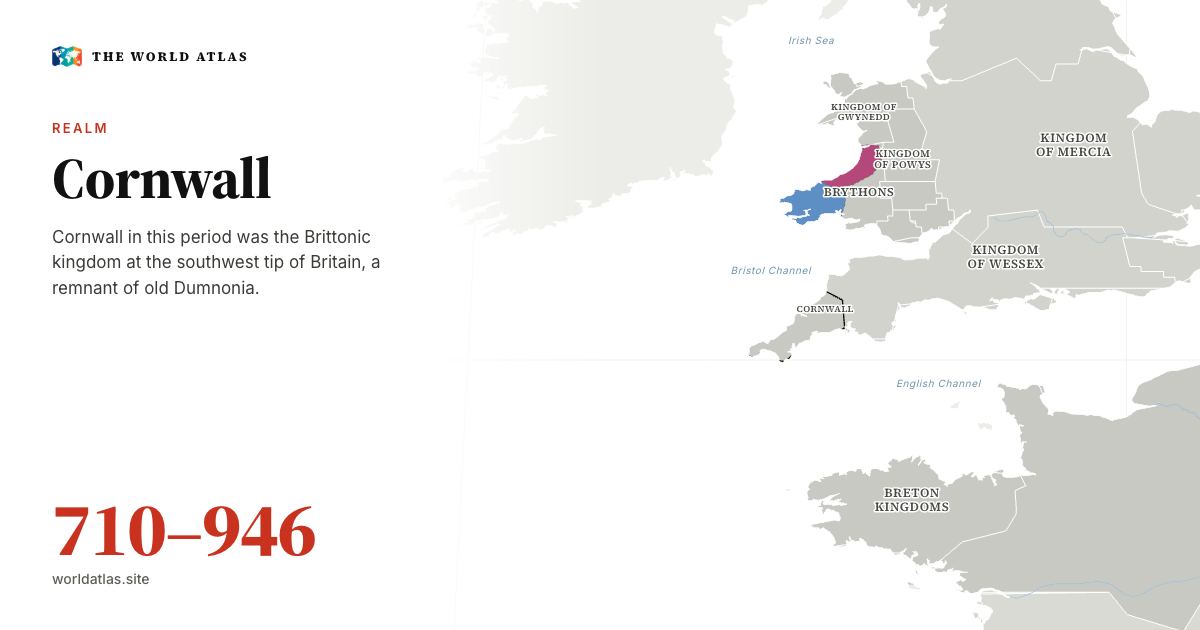 THE WORLD ATLAS
REALM
Cornwall
Cornwall in this period was the Brittonic
kingdom at the southwest tip of Britain, a
remnant of old Dumnonia.
710–946
worldatlas.site
Irish Sea
KINGDOM OF
GWYNEDD
KINGDOM
OF MERCIA
KINGDOM
OF POWYS
BRYTHONS
KINGDOM
OF WESSEX
Bristol Channel
CORNWALL
English Channel
BRETON
KINGDOMS